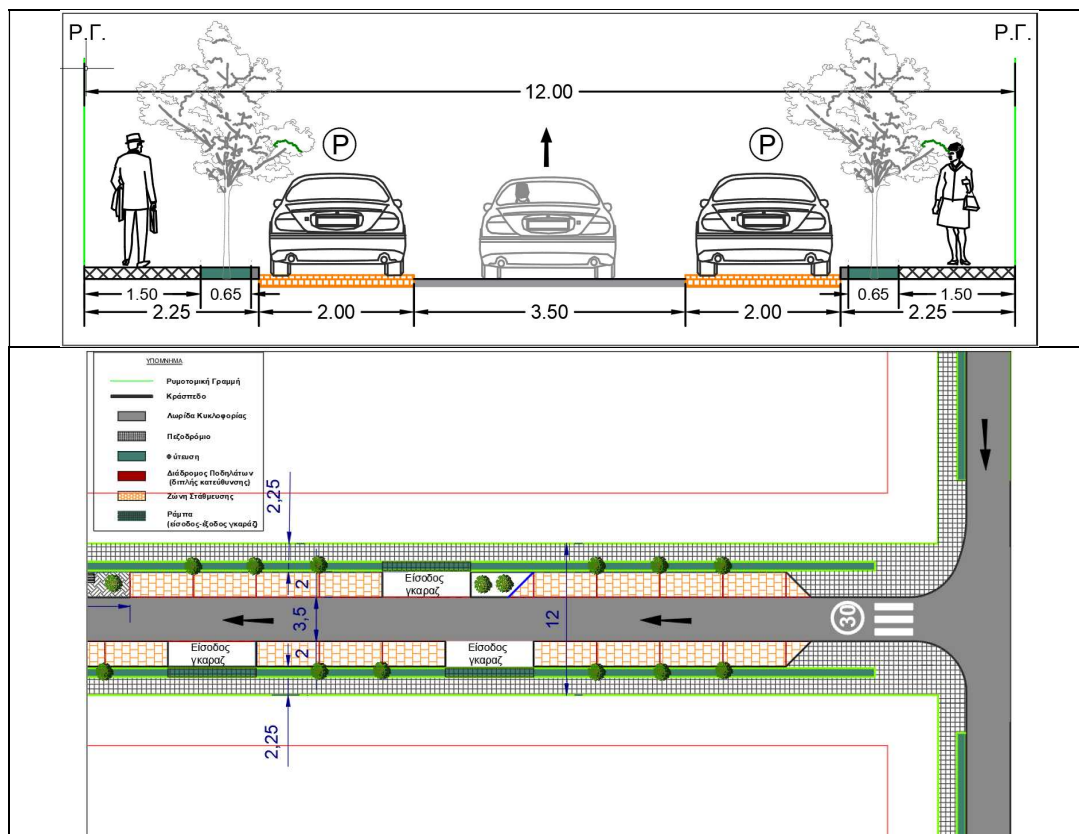 Ρ.Γ.
Ρ.Γ.
12.00
P
P
1.50
0.65
0.65
1.50
2.25
2.00
3.50
2.00
2.25
ΥΠΟΜΝΗΜΑ
Ρυμοτομική Γραμμή
Κράσπεδο
Λωρίδα Κυκλοφορίας
Πεζοδρόμιο
Φύτευση
Διάδρομος Ποδηλάτων
(διπλής κατεύθυνσης)
Ζώνη Στάθμευσης
Ράμπα
(είσοδος-έξοδος γκαράζ)
2,25
2
Είσοδος
γκαραζ
3,5
12
30
2
Είσοδος
γκαραζ
Είσοδος
γκαραζ
2,25